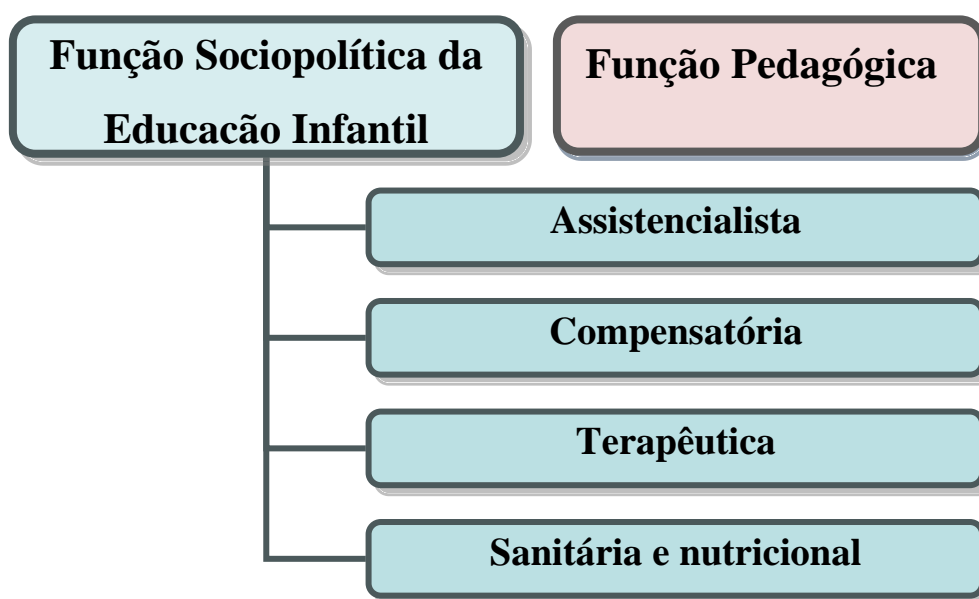 Função Sociopolítica da
Educacão Infantil
Função Pedagógica
Assistencialista
Compensatória
Terapêutica
Sanitária e nutricional